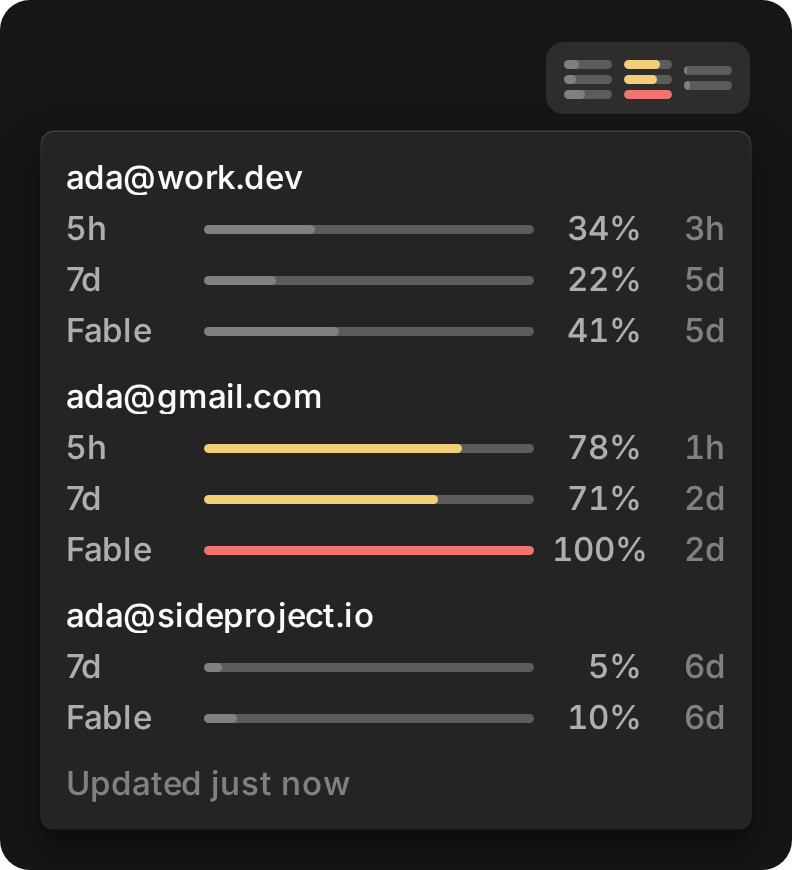 ada@work.dev
5h 34% 3h
7d 22% 5d
Fable 41% 5d
ada@gmail.com
5h 78% 1h
7d 71% 2d
Fable 100% 2d
ada@sideproject.io
7d 5% 6d
Fable 10% 6d
Updated just now